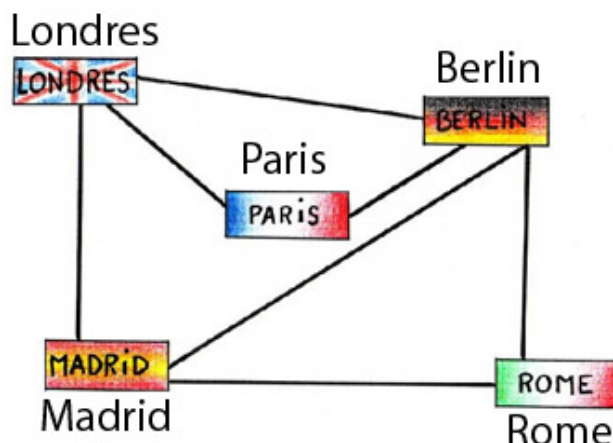 Londres
LONDRES
Berlin
BERLIN
Paris
PARIS
MADRID
Madrid
ROME
Rome